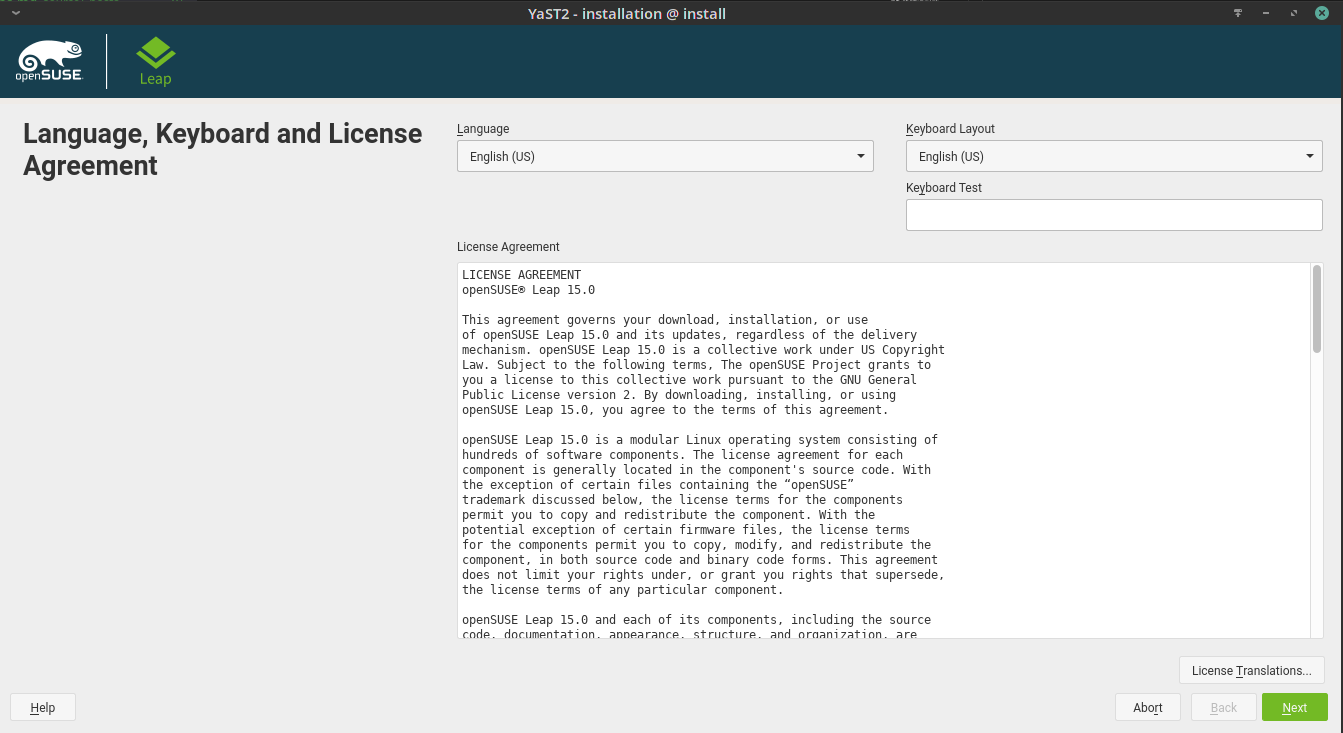 YaST2 - installation @ install
openSUSE
Leap
Language, Keyboard and License
Agreement
Language
English (US)
Keyboard Layout
English (US)
Keyboard Test
License Agreement
LICENSE AGREEMENT
openSUSE® Leap 15.0
This agreement governs your download, installation, or use
of openSUSE Leap 15.0 and its updates, regardless of the delivery
mechanism. openSUSE Leap 15.0 is a collective work under US Copyright
Law. Subject to the following terms, The openSUSE Project grants to
you a license to this collective work pursuant to the GNU General
Public License version 2. By downloading, installing, or using
openSUSE Leap 15.0, you agree to the terms of this agreement.
openSUSE Leap 15.0 is a modular Linux operating system consisting of
hundreds of software components. The license agreement for each
component is generally located in the component's source code. With
the exception of certain files containing the “openSUSE”
trademark discussed below, the license terms for the components
permit you to copy and redistribute the component. With the
potential exception of certain firmware files, the license terms
for the components permit you to copy, modify, and redistribute the
component, in both source code and binary code forms. This agreement
does not limit your rights under, or grant you rights that supersede,
the license terms of any particular component.
openSUSE Leap 15.0 and each of its components, including the source
code, documentation, appearance, structure, and organization, are
License Translations...
Help
Abort
Back
Next